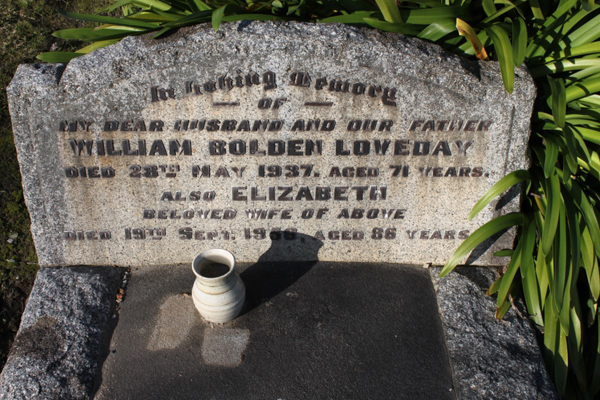 In Loving Memory
OF
MY DEAR HUSBAND AND OUR FATHER
WILLIAM BOLDEN LOVEDAY
DIED 28TH MAY 1937. AGED 71 YEARS.
ALSO ELIZABETH
BELOVED WIFE OF ABOVE
DIED 19TH SEPT. AGED 86 YEARS